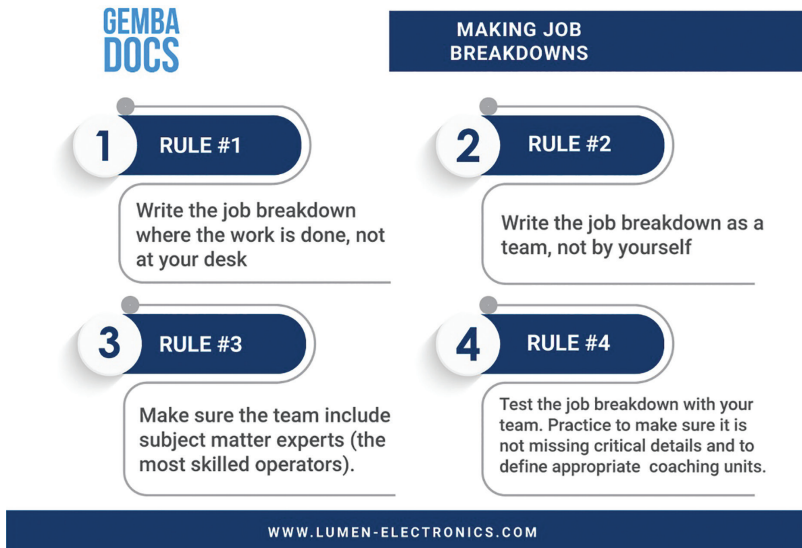 GEMBA
DOCS
MAKING JOB
BREAKDOWNS
1
RULE #1
Write the job breakdown
where the work is done, not
at your desk
2
RULE #2
Write the job breakdown as a
team, not by yourself
3
RULE #3
Make sure the team include
subject matter experts (the
most skilled operators).
4
RULE #4
Test the job breakdown with your
team. Practice to make sure it is
not missing critical details and to
define appropriate coaching units.
WWW.LUMEN-ELECTRONICS.COM